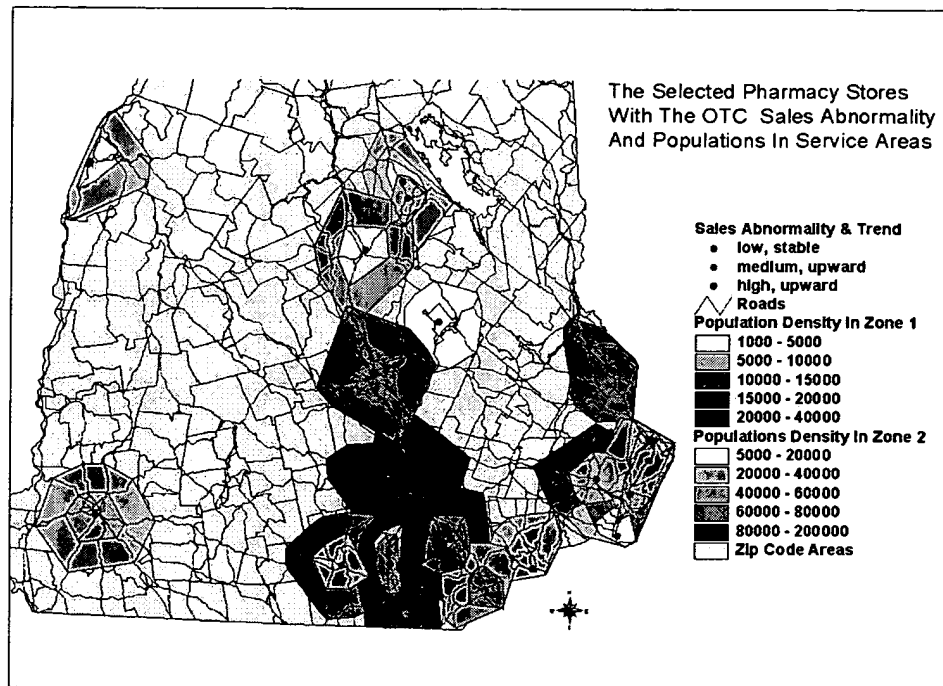 The Selected Pharmacy Stores
With The OTC Sales Abnormality
And Populations In Service Areas
Sales Abnormality & Trend
low, stable
medium, upward
high, upward
Roads
Population Density In Zone 1
1000 - 5000
5000 - 10000
10000 - 15000
15000 - 20000
20000 - 40000
Populations Density In Zone 2
5000 - 20000
20000 - 40000
40000 - 60000
60000 - 80000
80000 - 200000
Zip Code Areas